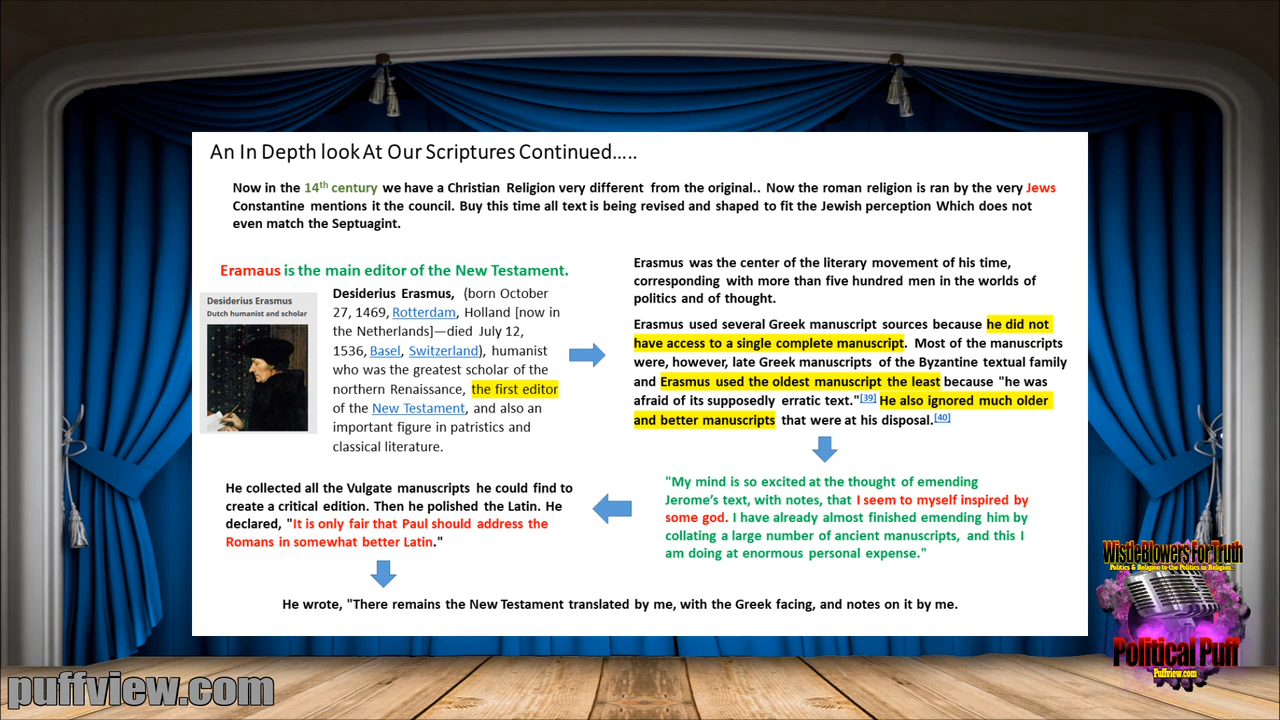 An In Depth look At Our Scriptures Continued.....
Now in the 14th century we have a Christian Religion very different from the original.. Now the roman religion is ran by the very Jews
Constantine mentions it the council. Buy this time all text is being revised and shaped to fit the Jewish perception Which does not
even match the Septuagint.
Eramaus is the main editor of the New Testament.
Desiderius Erasmus
Dutch humanist and scholar
Desiderius Erasmus, (born October
27, 1469, Rotterdam, Holland [now in
the Netherlands]—died July 12,
1536, Basel, Switzerland), humanist
who was the greatest scholar of the
northern Renaissance, the first editor
of the New Testament, and also an
important figure in patristics and
classical literature.
Erasmus was the center of the literary movement of his time,
corresponding with more than five hundred men in the worlds of
politics and of thought.
Erasmus used several Greek manuscript sources because he did not
have access to a single complete manuscript. Most of the manuscripts
were, however, late Greek manuscripts of the Byzantine textual family
and Erasmus used the oldest manuscript the least because "he was
afraid of its supposedly erratic text."[39] He also ignored much older
and better manuscripts that were at his disposal.[40]
"My mind is so excited at the thought of emending
Jerome's text, with notes, that I seem to myself inspired by
some god. I have already almost finished emending him by
collating a large number of ancient manuscripts, and this I
am doing at enormous personal expense."
He collected all the Vulgate manuscripts he could find to
create a critical edition. Then he polished the Latin. He
declared, "It is only fair that Paul should address the
Romans in somewhat better Latin."
He wrote, "There remains the New Testament translated by me, with the Greek facing, and notes on it by me.
WistleBlowersForTruth
Politics & Religion to the Politics in Religion...
Political Puff
Puffview.com
puffview.com